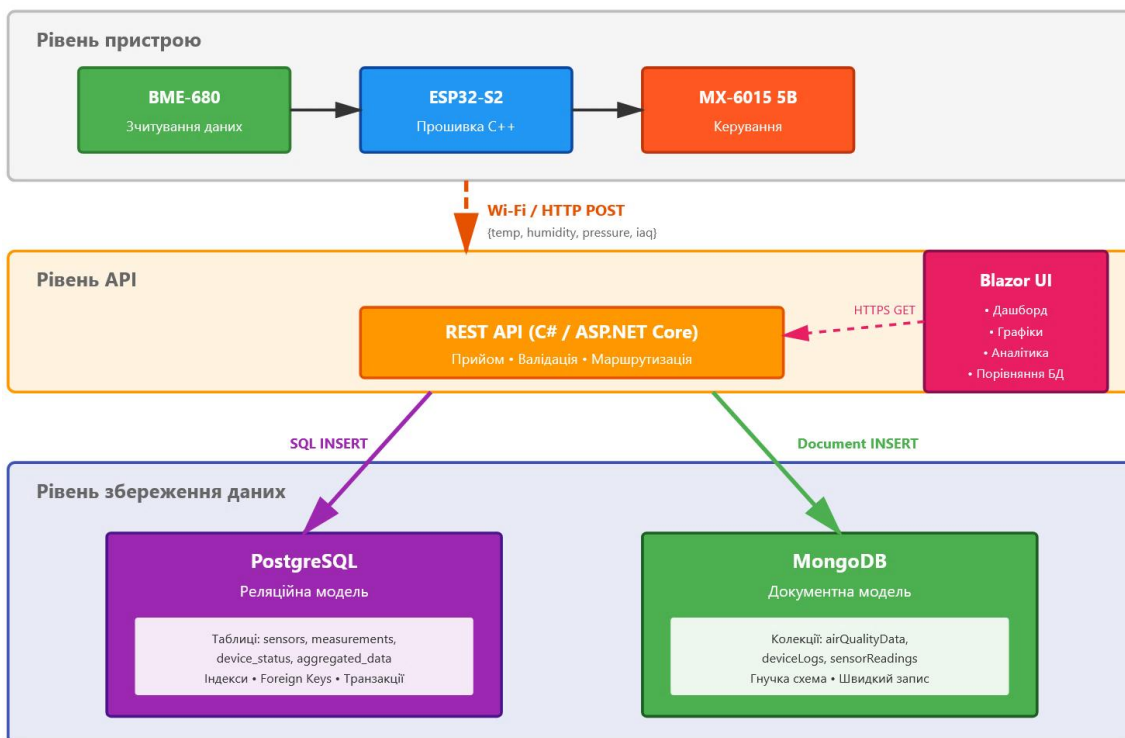 Рівень пристрою
BME-680
Зчитування даних
ESP32-S2
Прошивка C++
MX-6015 5В
Керування
Wi-Fi / HTTP POST
{temp, humidity, pressure, iaq}
Рівень API
REST API (C# / ASP.NET Core)
Прийом • Валідація • Маршрутизація
HTTPS GET
Blazor UI
• Дашборд
• Графіки
• Аналітика
• Порівняння БД
SQL INSERT
Document INSERT
Рівень збереження даних
PostgreSQL
Реляційна модель
Таблиці: sensors, measurements,
device_status, aggregated_data
Індекси • Foreign Keys • Транзакції
MongoDB
Документна модель
Колекції: airQualityData,
deviceLogs, sensorReadings
Гнучка схема • Швидкий запис